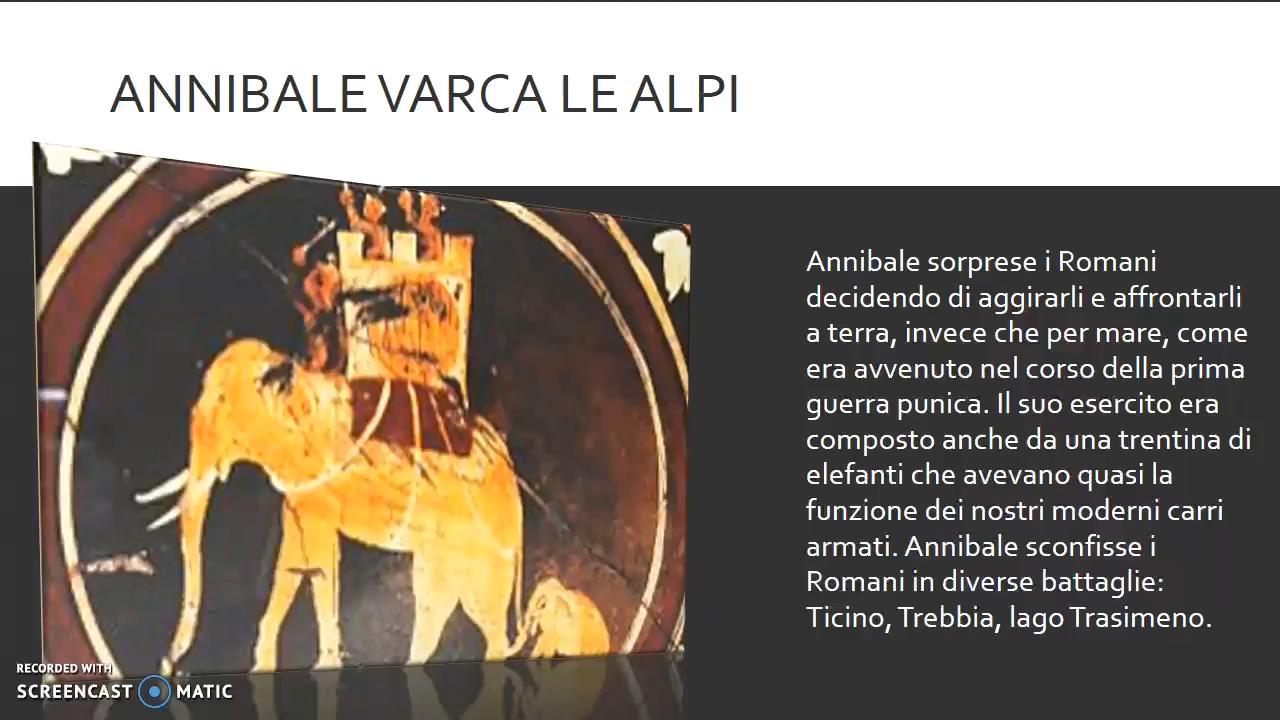 ANNIBALE VARCA LE ALPI
Annibale sorprese i Romani
decidendo di aggirarli e affrontarli
a terra, invece che per mare, come
era avvenuto nel corso della prima
guerra punica. Il suo esercito era
composto anche da una trentina di
elefanti che avevano quasi la
funzione dei nostri moderni carri
armati. Annibale sconfisse i
Romani in diverse battaglie:
Ticino, Trebbia, lago Trasimeno.
RECORDED WITH
SCREENCAST MATIC